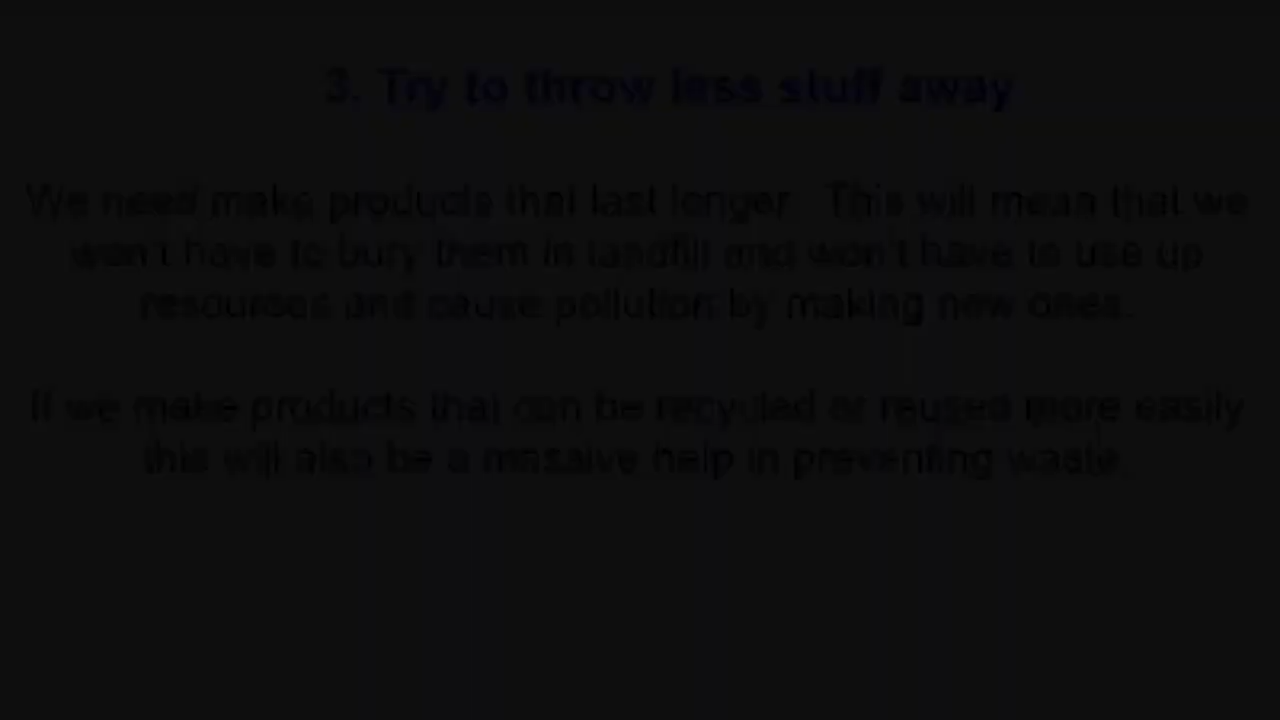 3. Try to throw less stuff away
We need make products that last longer. This will mean that we
won't have to bury them in landfill and won't have to use up
resources and cause pollution by making new ones.
If we make products that can be recycled or reused more easily
this will also be a massive help in preventing waste.